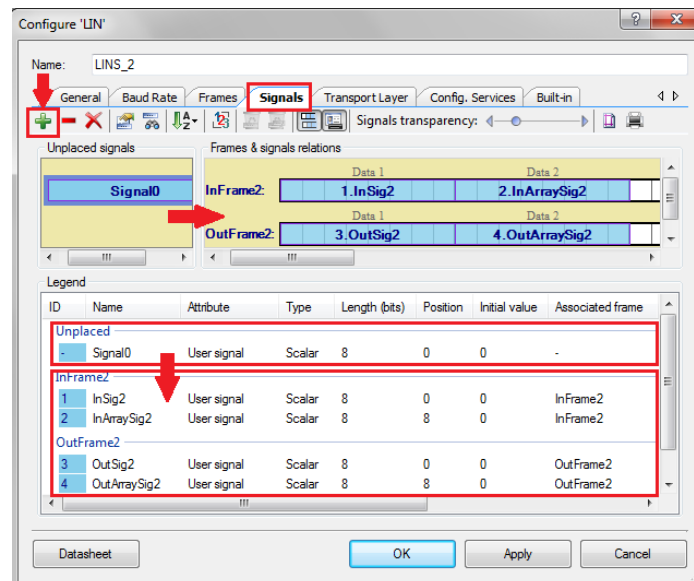 Configure 'LIN'
Name: LINS_2
General Baud Rate Frames Signals Transport Layer Config. Services Built-in
Signals transparency:
Unplaced signals Frames & signals relations
Data 1 Data 2
Signal0 InFrame2: 1.InSig2 2.InArraySig2
Data 1 Data 2
OutFrame2: 3.OutSig2 4.OutArraySig2
Legend
ID Name Attribute Type Length (bits) Position Initial value Associated frame
Unplaced
- Signal0 User signal Scalar 8 0 0 -
InFrame2
1 InSig2 User signal Scalar 8 0 0 InFrame2
2 InArraySig2 User signal Scalar 8 8 0 InFrame2
OutFrame2
3 OutSig2 User signal Scalar 8 0 0 OutFrame2
4 OutArraySig2 User signal Scalar 8 8 0 OutFrame2
Datasheet OK Apply Cancel